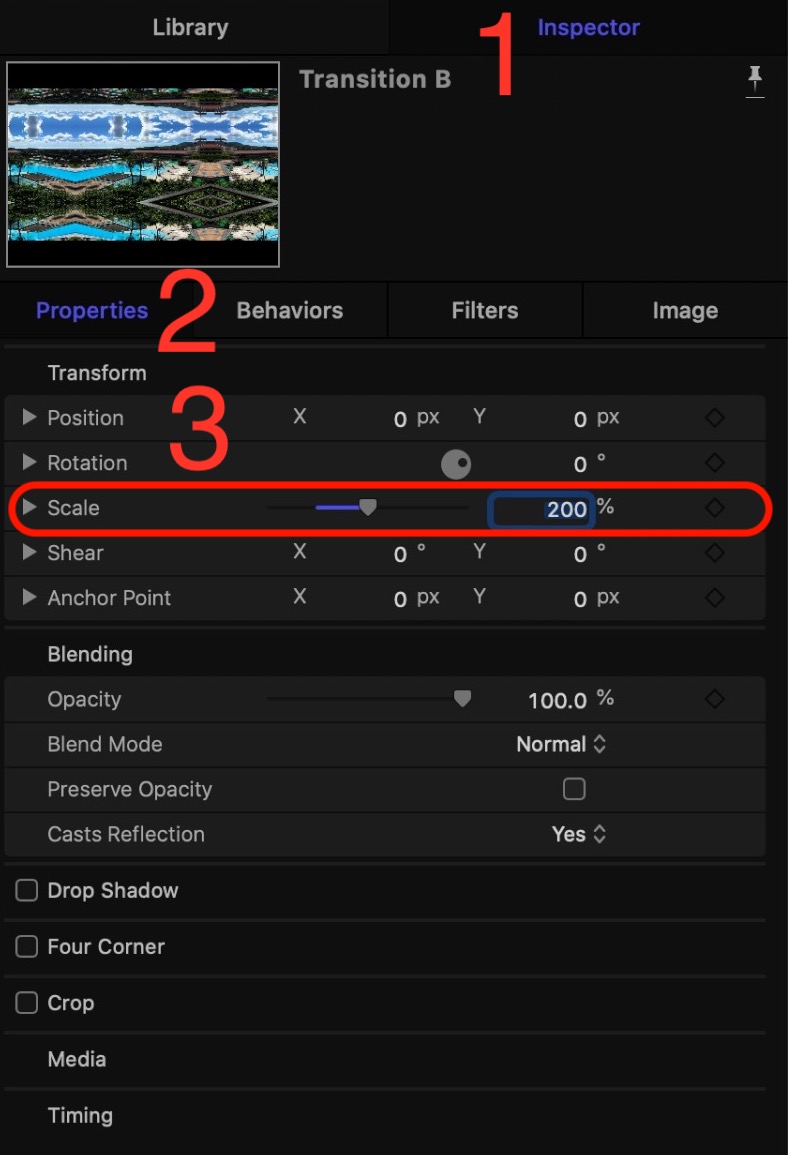 Library 1 Inspector
Transition B
Properties 2 Behaviors Filters Image
Transform
3
Position X 0 px Y 0 px
Rotation 0 °
Scale 200 %
Shear X 0 ° Y 0 °
Anchor Point X 0 px Y 0 px
Blending
Opacity 100.0 %
Blend Mode Normal
Preserve Opacity
Casts Reflection Yes
Drop Shadow
Four Corner
Crop
Media
Timing